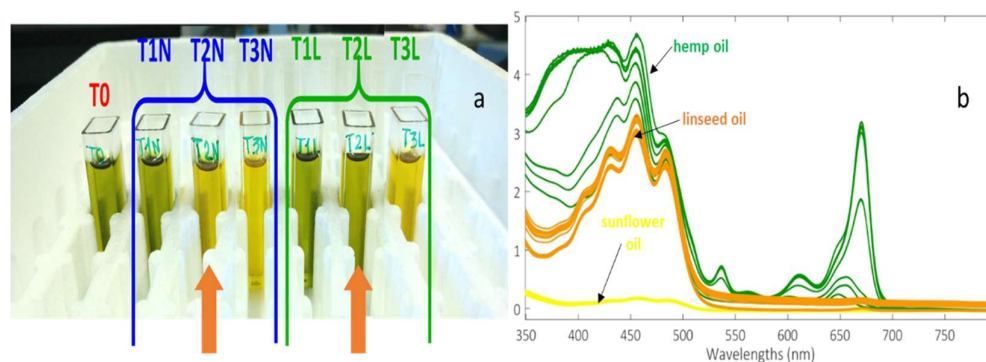 T1N T2N T3N T1L T2L T3L
T0
a
T0 T1N T2N T3N T1L T2L T3L
b
hemp oil
linseed oil
sunflower
oil
5
4
3
2
1
0
350 400 450 500 550 600 650 700 750
Wavelengths (nm)